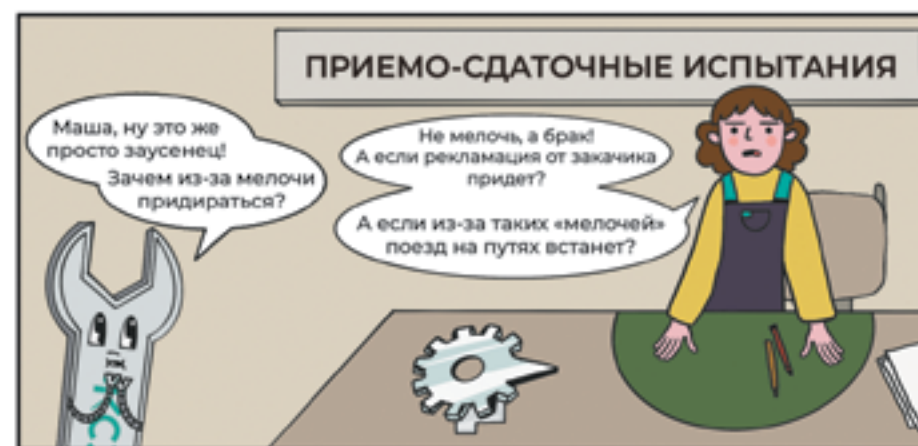 ПРИЕМО-СДАТОЧНЫЕ ИСПЫТАНИЯ
Маша, ну это же
просто заусенец!
Зачем из-за мелочи
придираться?
Не мелочь, а брак!
А если рекламация от закачика
придет?
А если из-за таких «мелочей»
поезд на путях встанет?